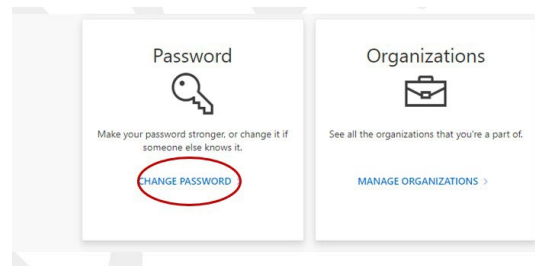 Password
Make your password stronger, or change it if
someone else knows it.
CHANGE PASSWORD
Organizations
See all the organizations that you're a part of.
MANAGE ORGANIZATIONS >